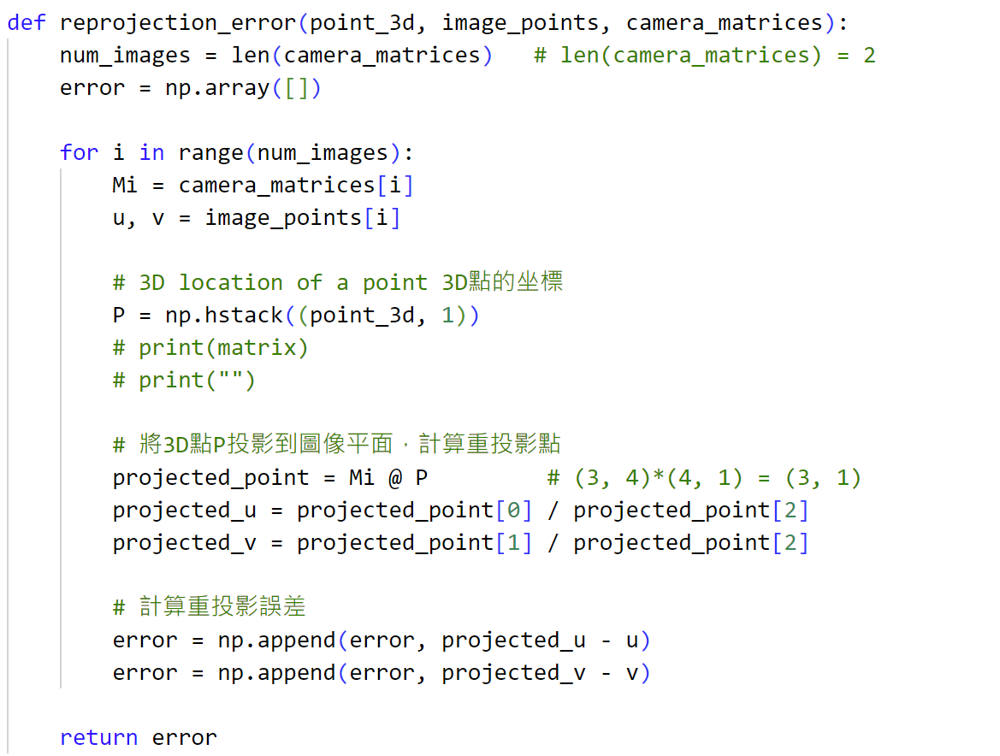 def reprojection_error(point_3d, image_points, camera_matrices):
    num_images = len(camera_matrices)   # len(camera_matrices) = 2
    error = np.array([])
    for i in range(num_images):
        Mi = camera_matrices[i]
        u, v = image_points[i]
        # 3D location of a point 3D點的坐標
        P = np.hstack((point_3d, 1))
        # print(matrix)
        # print("")
        # 將3D點P投影到圖像平面，計算重投影點
        projected_point = Mi @ P         # (3, 4)*(4, 1) = (3, 1)
        projected_u = projected_point[0] / projected_point[2]
        projected_v = projected_point[1] / projected_point[2]
        # 計算重投影誤差
        error = np.append(error, projected_u - u)
        error = np.append(error, projected_v - v)
    return error